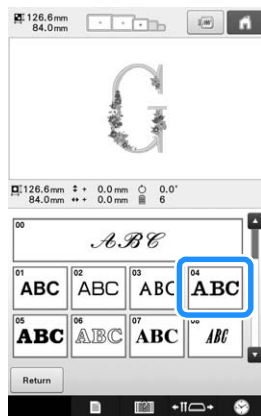 126.6mm
84.0mm
G
126.6mm + 0.0mm 0.0°
84.0mm + 0.0mm 6
00
ABC
01 02 03 04
ABC ABC ABC ABC
05 06 07 08
ABC ABC ABC ABC
Return